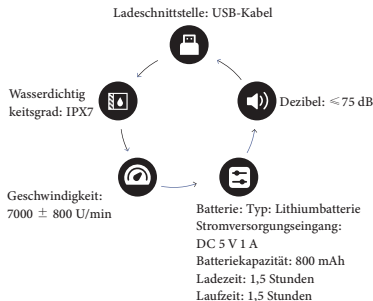 Ladeschnittstelle: USB-Kabel
Wasserdichtig
keitsgrad: IPX7
Dezibel: ≤75 dB
Geschwindigkeit:
7000 ± 800 U/min
Batterie: Typ: Lithiumbatterie
Stromversorgungseingang:
DC 5 V 1 A
Batteriekapazität: 800 mAh
Ladezeit: 1,5 Stunden
Laufzeit: 1,5 Stunden